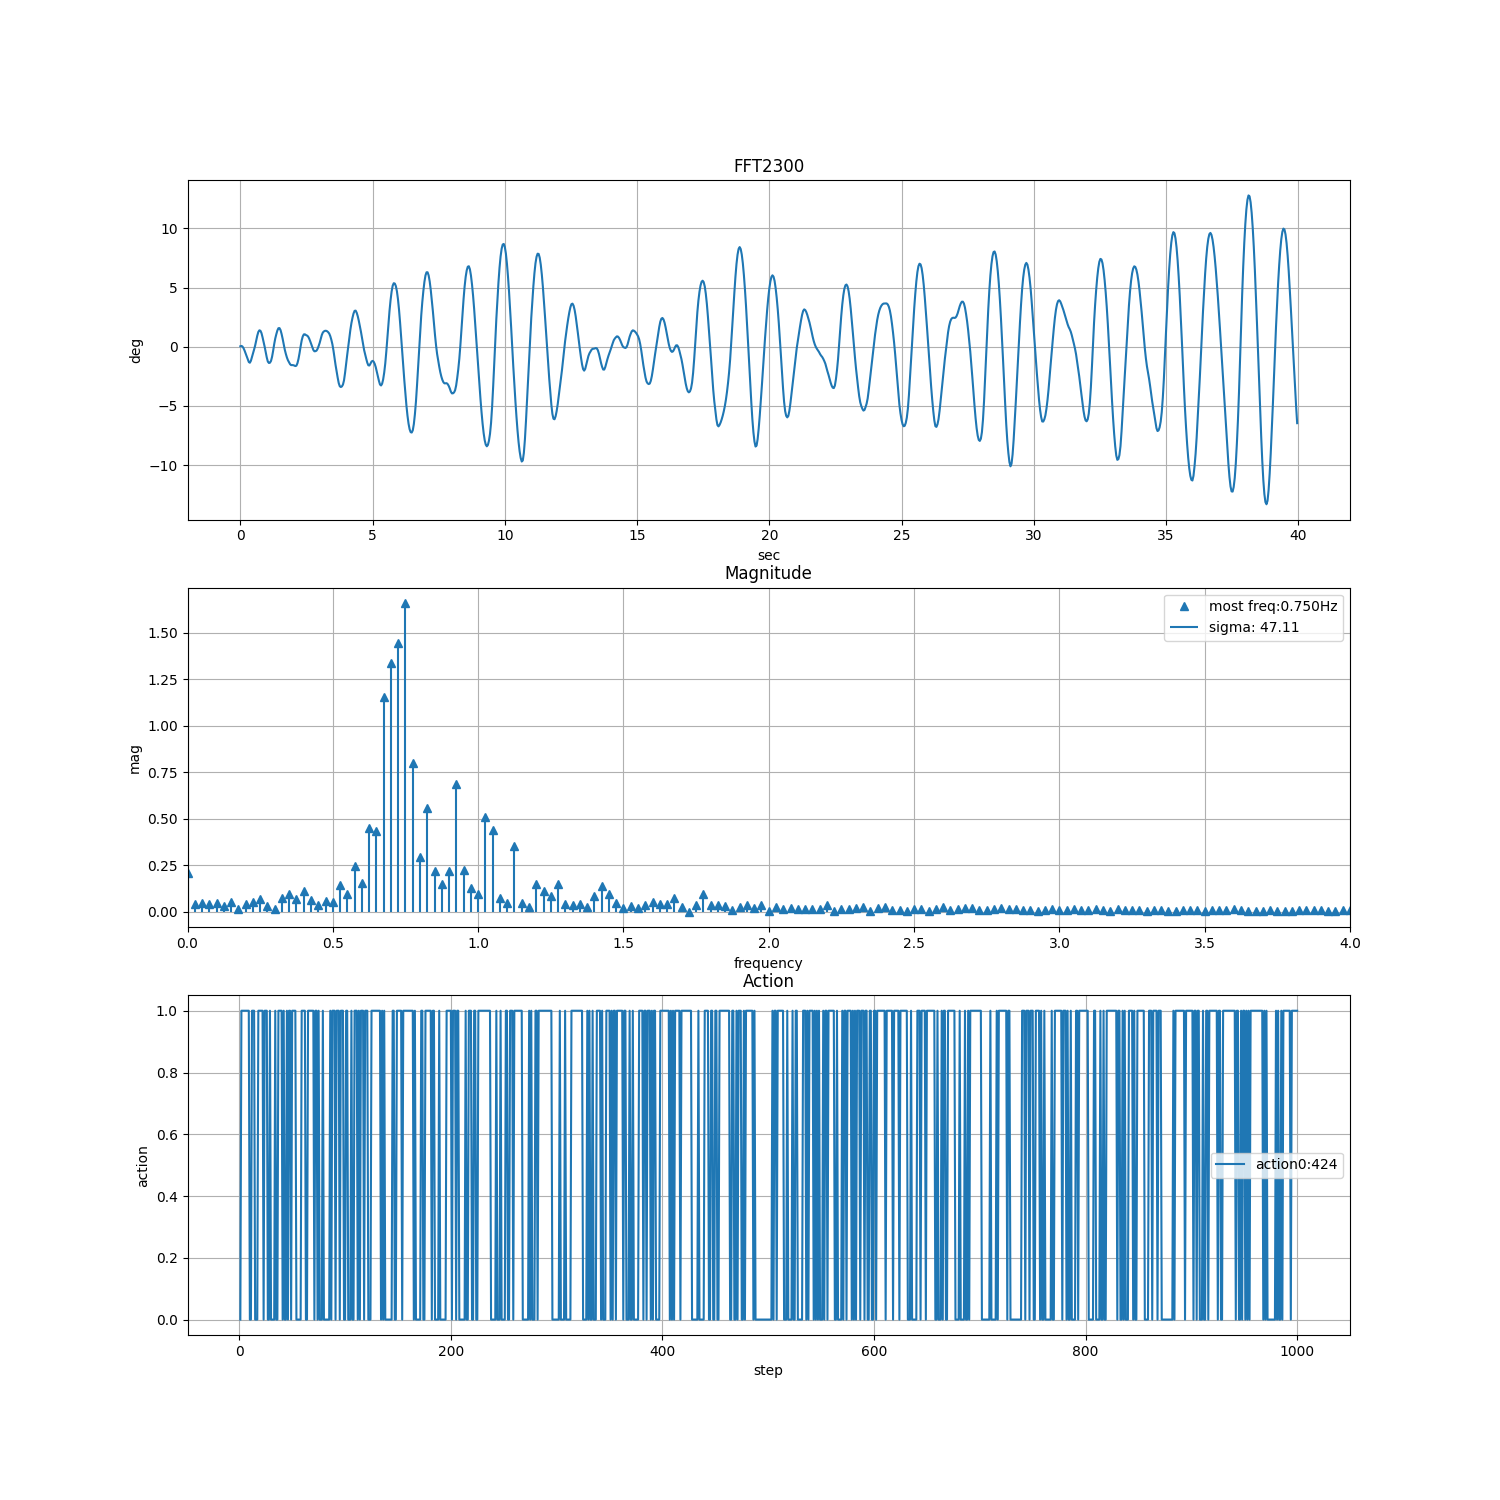 FFT2300
10
5
0
−5
−10
deg
0 5 10 15 20 25 30 35 40
sec
Magnitude
most freq:0.750Hz
sigma: 47.11
1.50
1.25
1.00
0.75
0.50
0.25
0.00
mag
0.0 0.5 1.0 1.5 2.0 2.5 3.0 3.5 4.0
frequency
Action
1.0
0.8
0.6
0.4
0.2
0.0
action
action0:424
0 200 400 600 800 1000
step